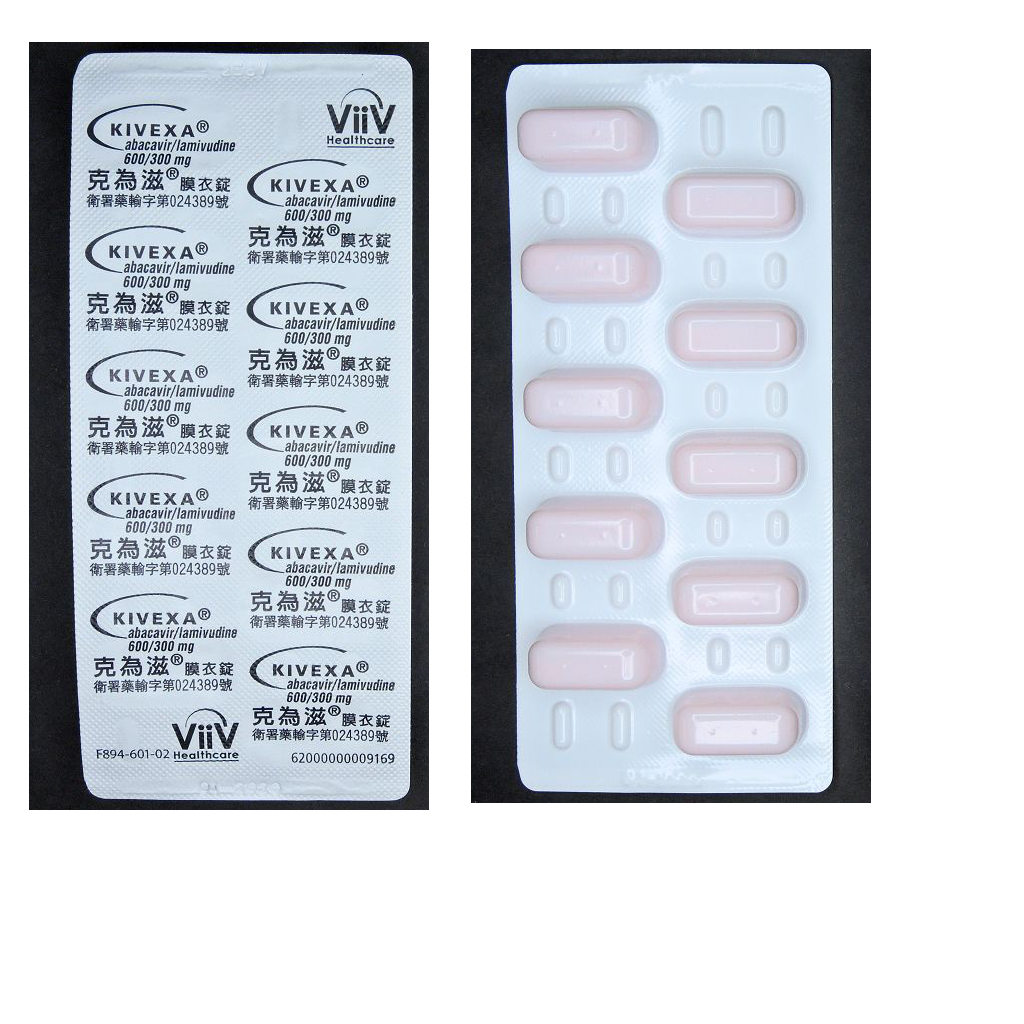 KIVEXA®
abacavir/lamivudine
600/300 mg
克為滋®膜衣錠
衛署藥輸字第024389號
ViiV
Healthcare
KIVEXA®
abacavir/lamivudine
600/300 mg
克為滋®膜衣錠
衛署藥輸字第024389號
KIVEXA®
abacavir/lamivudine
600/300 mg
克為滋®膜衣錠
衛署藥輸字第024389號
KIVEXA®
abacavir/lamivudine
600/300 mg
克為滋®膜衣錠
衛署藥輸字第024389號
KIVEXA®
abacavir/lamivudine
600/300 mg
克為滋®膜衣錠
衛署藥輸字第024389號
KIVEXA®
abacavir/lamivudine
600/300 mg
克為滋®膜衣錠
衛署藥輸字第024389號
KIVEXA®
abacavir/lamivudine
600/300 mg
克為滋®膜衣錠
衛署藥輸字第024389號
KIVEXA®
abacavir/lamivudine
600/300 mg
克為滋®膜衣錠
衛署藥輸字第024389號
KIVEXA®
abacavir/lamivudine
600/300 mg
克為滋®膜衣錠
衛署藥輸字第024389號
KIVEXA®
abacavir/lamivudine
600/300 mg
克為滋®膜衣錠
衛署藥輸字第024389號
F894-601-02
ViiV
Healthcare
62000000009169